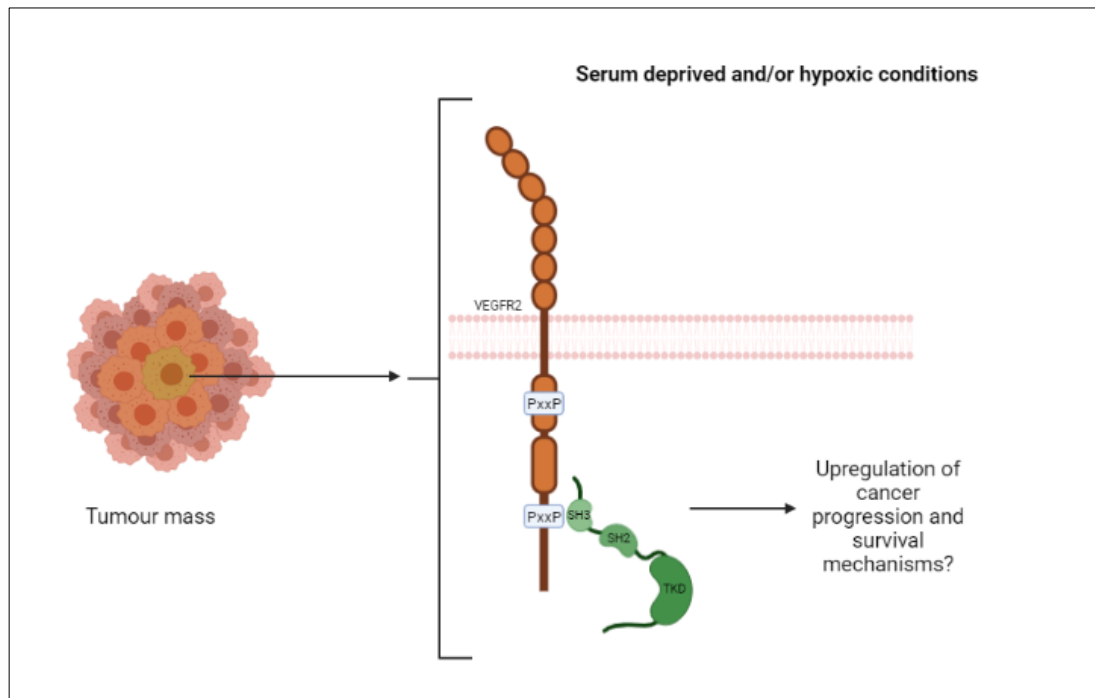 Serum deprived and/or hypoxic conditions
VEGFR2
PxxP
PxxP
SH3
SH2
TKD
Tumour mass
Upregulation of
cancer
progression and
survival
mechanisms?